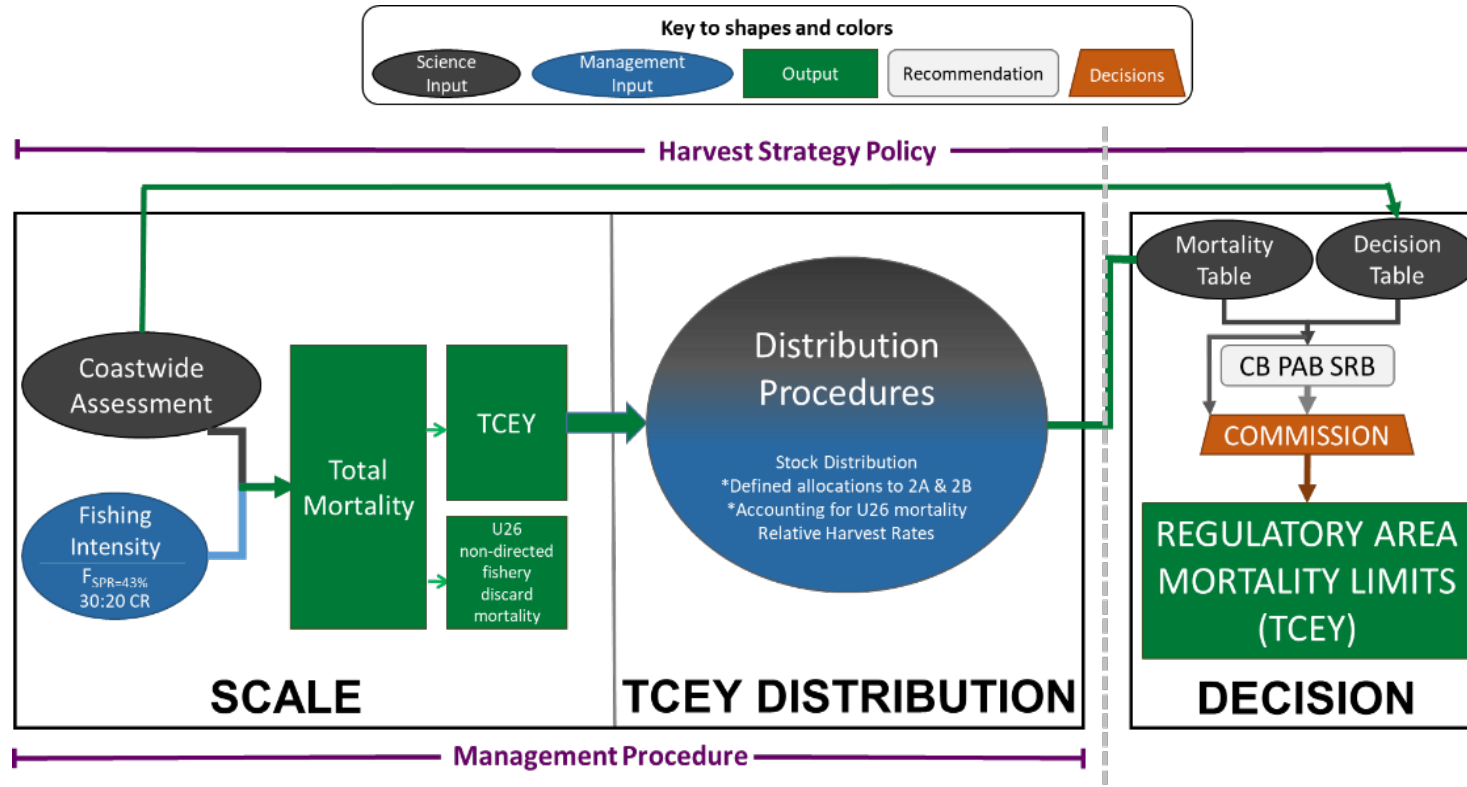 Key to shapes and colors
Science
Input
Management
Input
Output
Recommendation
Decisions
Harvest Strategy Policy
Coastwide
Assessment
Fishing
Intensity
FSPR=43%
30:20 CR
Total
Mortality
TCEY
U26
non-directed
fishery
discard
mortality
SCALE
Distribution
Procedures
Stock Distribution
*Defined allocations to 2A & 2B
*Accounting for U26 mortality
Relative Harvest Rates
TCEY DISTRIBUTION
Mortality
Table
Decision
Table
CB PAB SRB
COMMISSION
REGULATORY AREA
MORTALITY LIMITS
(TCEY)
DECISION
Management Procedure